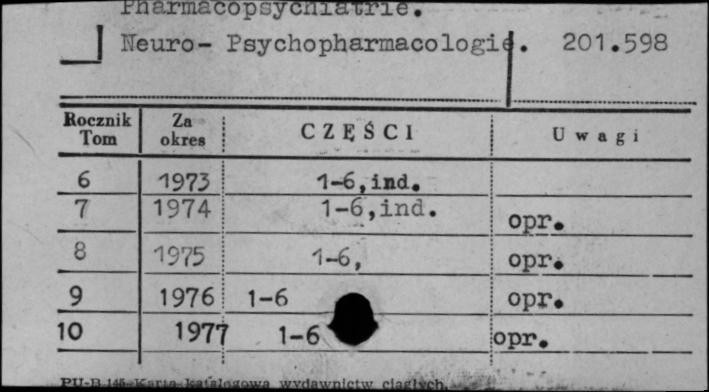 Pharmacopsychiatrie.
Neuro- Psychopharmacologie. 201.598
Rocznik Tom Za okres CZĘŚCI Uwagi
6 1973 1-6,ind.
7 1974 1-6,ind. opr.
8 1975 1-6, opr.
9 1976 1-6 opr.
10 1977 1-6 opr.
PU-B 146-Karta katalogowa wydawnictw ciągłych.